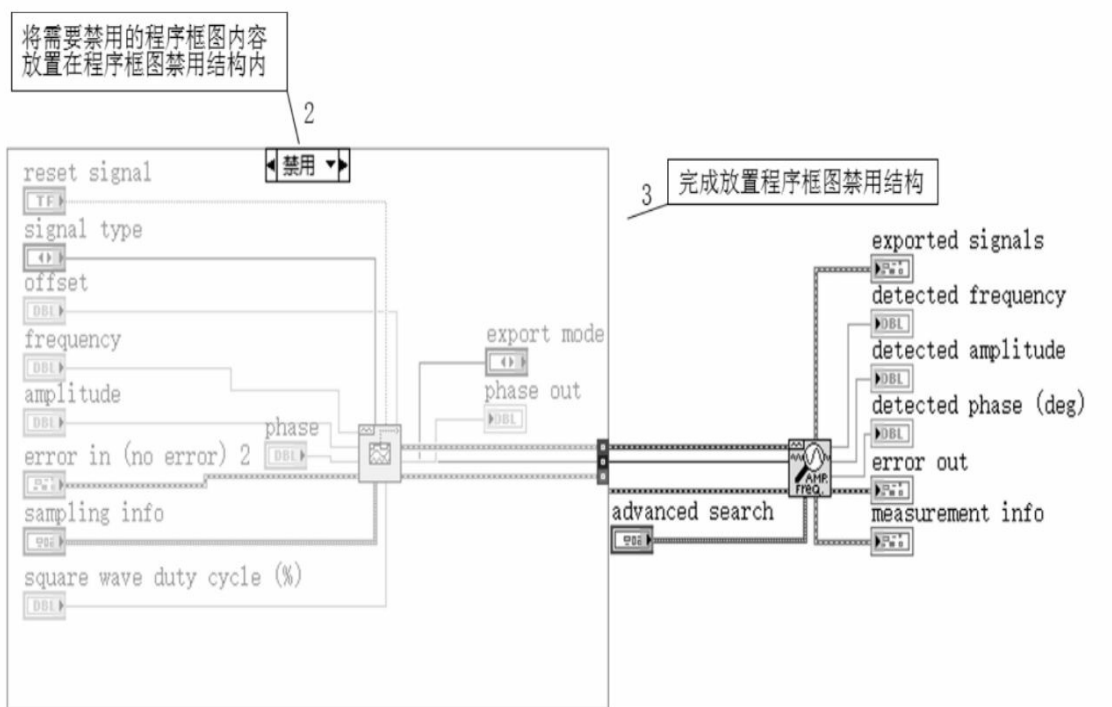 将需要禁用的程序框图内容
放置在程序框图禁用结构内
2
禁用
3
完成放置程序框图禁用结构
reset signal
TF
signal type
offset
DBL
frequency
DBL
amplitude
DBL
phase
DBL
error in (no error) 2
sampling info
square wave duty cycle (%)
DBL
export mode
phase out
DBL
advanced search
AMP.
Freq.
exported signals
detected frequency
DBL
detected amplitude
DBL
detected phase (deg)
DBL
error out
measurement info